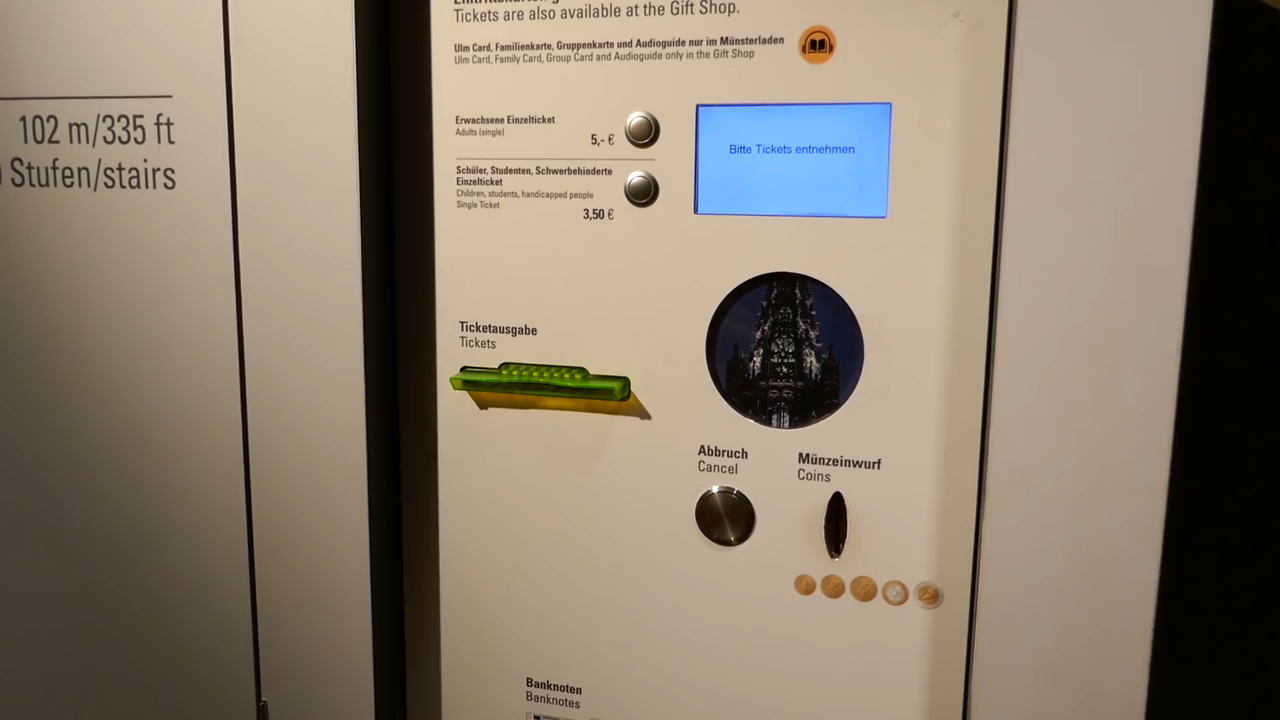 102 m/335 ft
Stufen/stairs
Tickets are also available at the Gift Shop.
Ulm Card, Familienkarte, Gruppenkarte und Audioguide nur im Münsterladen
Ulm Card, Family Card, Group Card and Audioguide only in the Gift Shop
Erwachsene Einzelticket
Adults (single)
5,- €
Schüler, Studenten, Schwerbehinderte
Einzelticket
Children, students, handicapped people
Single Ticket
3,50 €
Bitte Tickets entnehmen
Ticketausgabe
Tickets
Abbruch
Cancel
Münzeinwurf
Coins
Banknoten
Banknotes